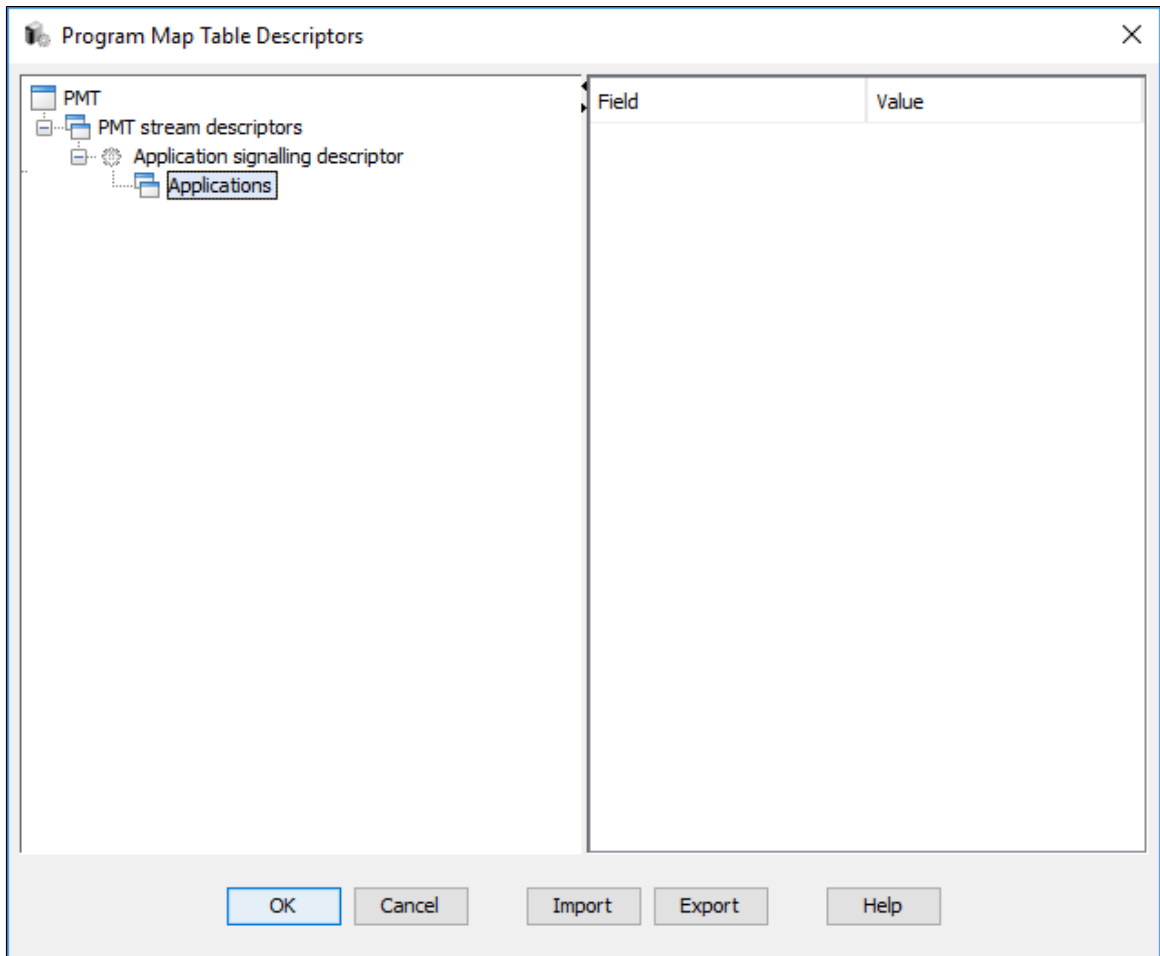 Program Map Table Descriptors
PMT
PMT stream descriptors
Application signalling descriptor
Applications
Field Value
OK Cancel Import Export Help